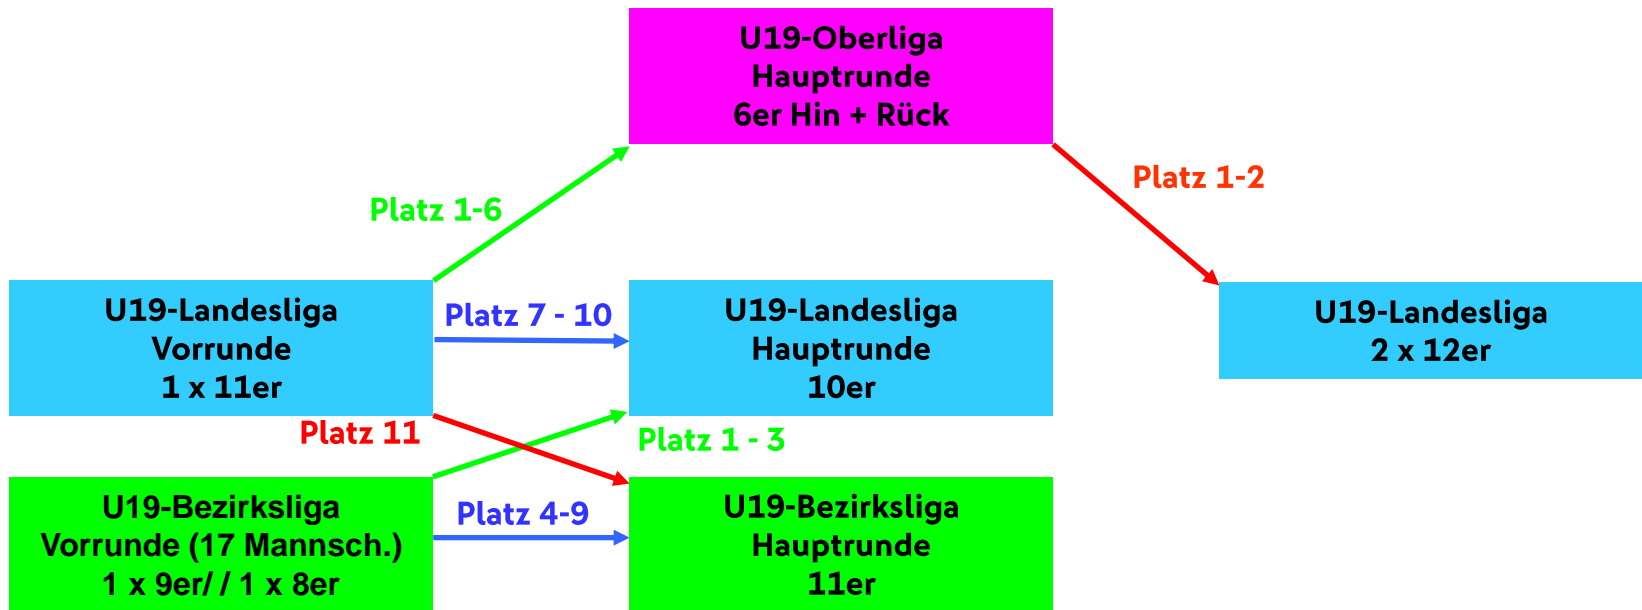 U19-Oberliga
Hauptrunde
6er Hin + Rück
Platz 1-2
Platz 1-6
U19-Landesliga
Vorrunde
1 x 11er
Platz 7 - 10
U19-Landesliga
Hauptrunde
10er
U19-Landesliga
2 x 12er
Platz 11
Platz 1 - 3
U19-Bezirksliga
Vorrunde (17 Mannsch.)
1 x 9er/ / 1 x 8er
Platz 4-9
U19-Bezirksliga
Hauptrunde
11er